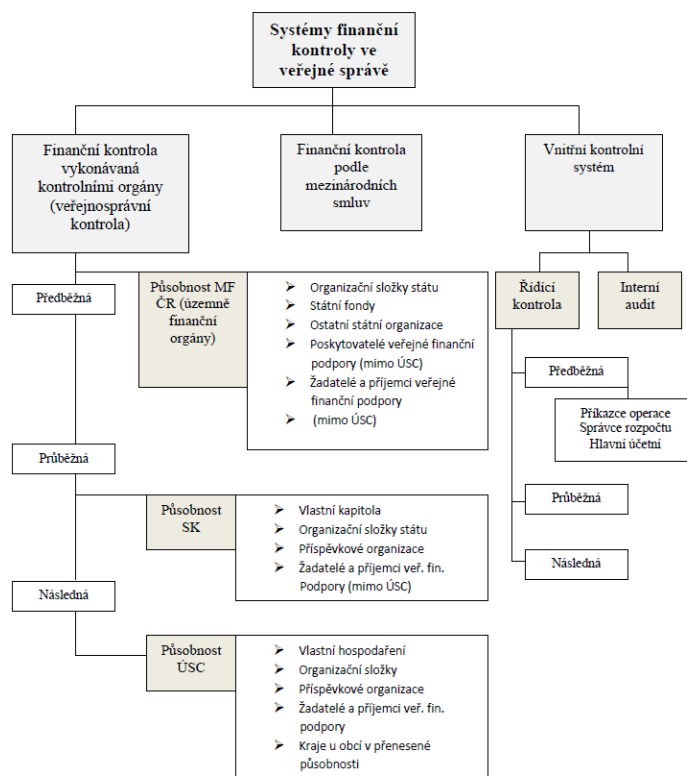 Systémy finanční
kontroly ve
veřejné správě
Finanční kontrola
vykonávaná
kontrolními orgány
(veřejnosprávní
kontrola)
Finanční kontrola
podle
mezinárodních
smluv
Vnitřní kontrolní
systém
Předběžná
Působnost MF
ČR (územně
finanční
orgány)
➢ Organizační složky státu
➢ Státní fondy
➢ Ostatní státní organizace
➢ Poskytovatelé veřejné finanční
podpory (mimo ÚSC)
➢ Žadatelé a příjemci veřejné
finanční podpory
➢ (mimo ÚSC)
Řídící
kontrola
Interní
audit
Předběžná
Příkazce operace
Správce rozpočtu
Hlavní účetní
Průběžná
Následná
Průběžná
Působnost
SK
➢ Vlastní kapitola
➢ Organizační složky státu
➢ Příspěvkové organizace
➢ Žadatelé a příjemci veř. fin.
Podpory (mimo ÚSC)
Následná
Působnost
ÚSC
➢ Vlastní hospodaření
➢ Organizační složky
➢ Příspěvkové organizace
➢ Žadatelé a příjemci veř. fin.
podpory
➢ Kraje u obcí v přenesené
působnosti